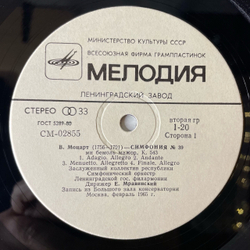 МИНИСТЕРСТВО КУЛЬТУРЫ СССР
ВСЕСОЮЗНАЯ ФИРМА ГРАМПЛАСТИНОК
МЕЛОДИЯ
ЛЕНИНГРАДСКИЙ ЗАВОД
СТЕРЕО 33
ГОСТ 5289-80
СМ-02855
вторая гр
1-20
Сторона 1
В. Моцарт (1756—1791)—СИМФОНИЯ № 39
ми бемоль мажор, К. 543
1. Adagio, Allegro 2. Andante
3. Menuetto, Allegretto 4. Finale, Allegro
Заслуженный коллектив республики
Симфонический оркестр
Ленинградской гос. филармонии
Дирижер Е. Мравинский
Запись из Большого зала консерватории
Москва, февраль 1965 г.